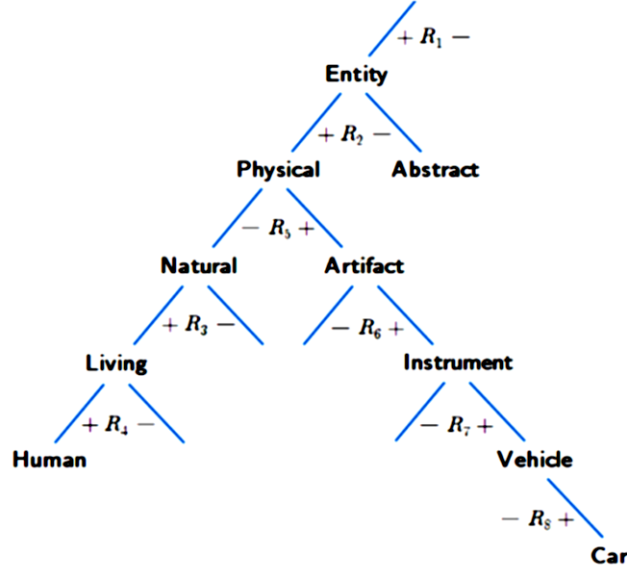 + R₁ −
Entity
+ R₂ −
Physical Abstract
− R₅ +
Natural Artifact
+ R₃ − − R₆ +
Living Instrument
+ R₄ − − R₇ +
Human Vehicle
− R₈ +
Car